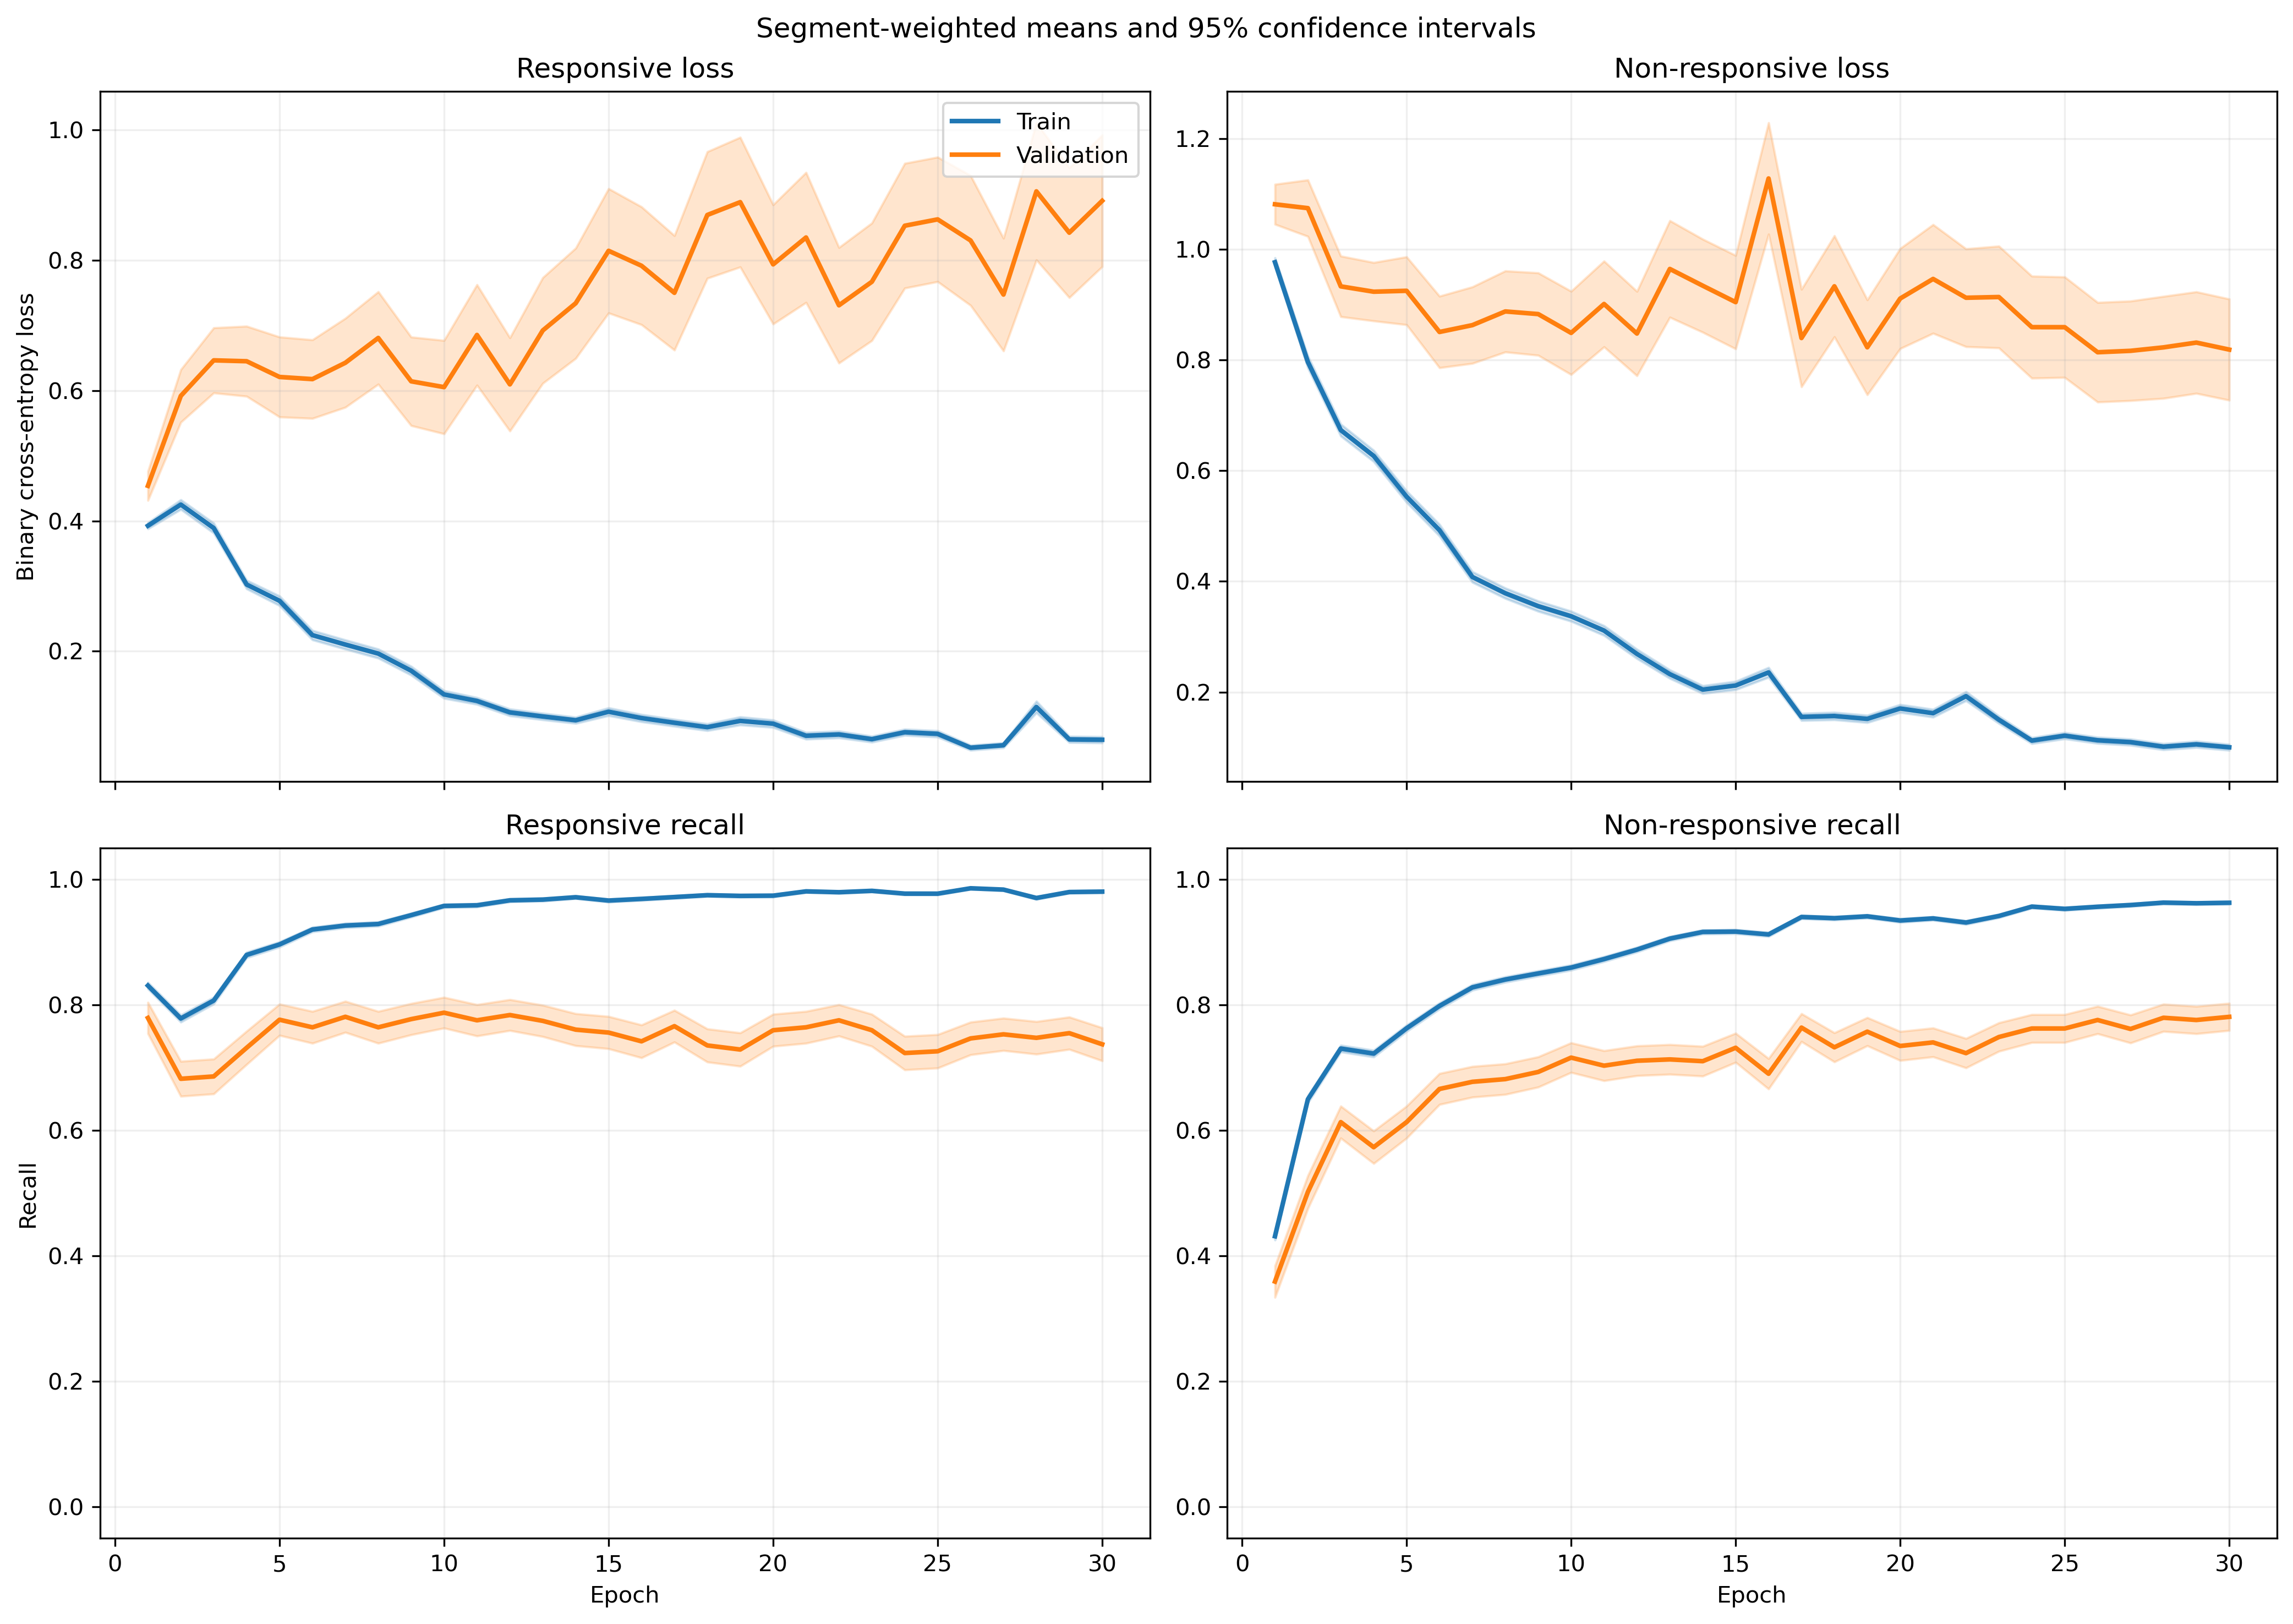 Segment-weighted means and 95% confidence intervals
Responsive loss
Non-responsive loss
Binary cross-entropy loss
1.0
0.8
0.6
0.4
0.2
Train
Validation
1.2
1.0
0.8
0.6
0.4
0.2
Responsive recall
Non-responsive recall
Recall
1.0
0.8
0.6
0.4
0.2
0.0
0 5 10 15 20 25 30
Epoch
1.0
0.8
0.6
0.4
0.2
0.0
0 5 10 15 20 25 30
Epoch